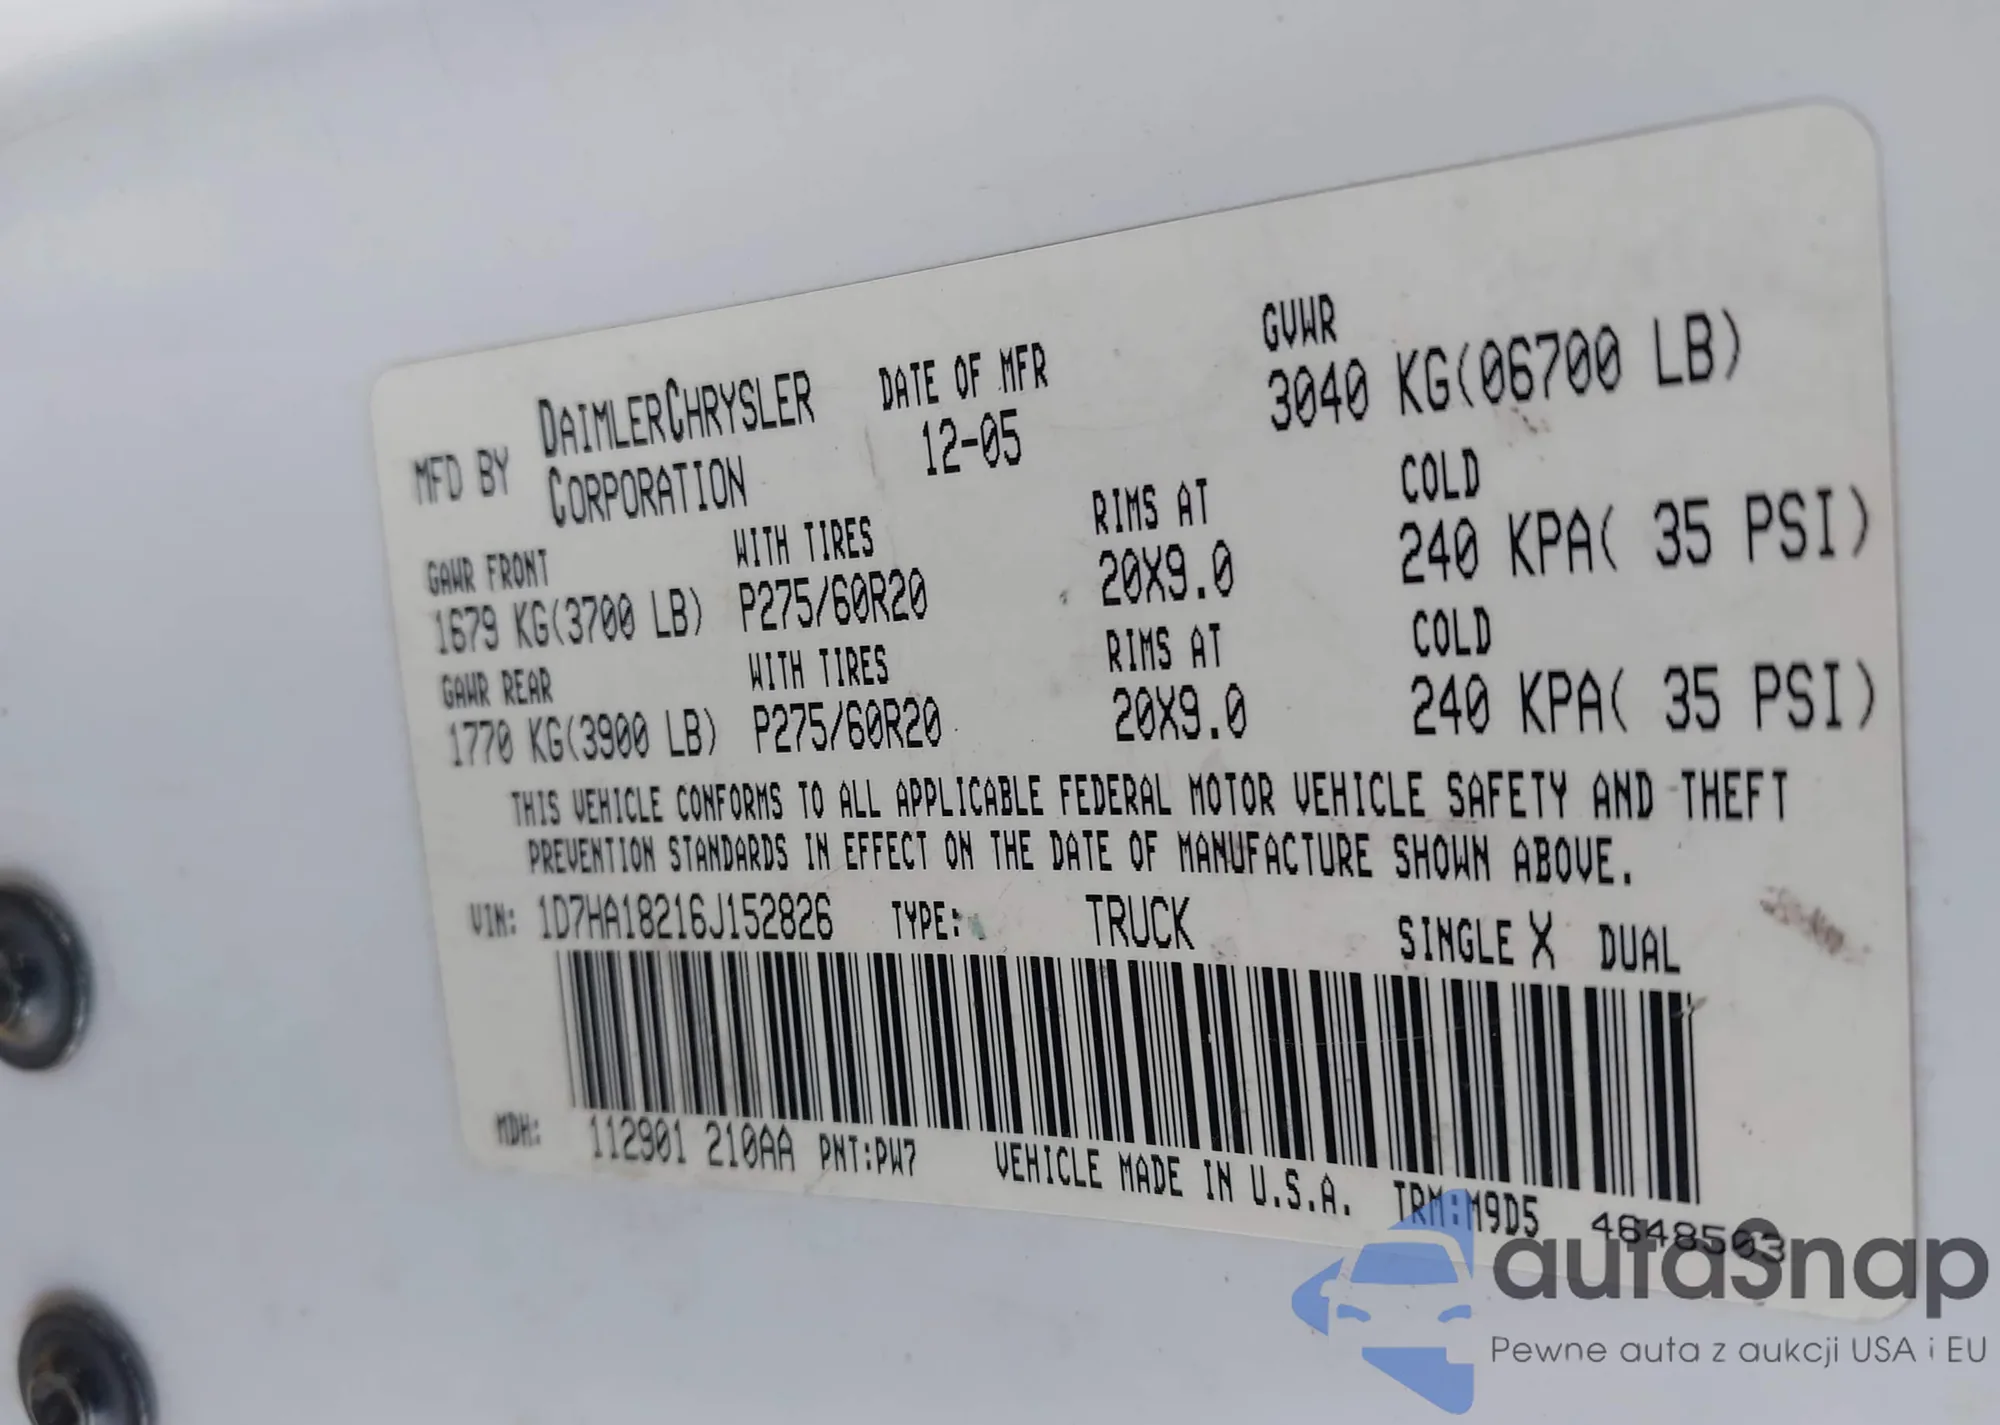 MFD BY DAIMLERCHRYSLER CORPORATION DATE OF MFR 12-05 GVWR 3040 KG(06700 LB)
GAWR FRONT WITH TIRES RIMS AT COLD
1679 KG(3700 LB) P275/60R20 20X9.0 240 KPA( 35 PSI)
GAWR REAR WITH TIRES RIMS AT COLD
1770 KG(3900 LB) P275/60R20 20X9.0 240 KPA( 35 PSI)
THIS VEHICLE CONFORMS TO ALL APPLICABLE FEDERAL MOTOR VEHICLE SAFETY AND THEFT
PREVENTION STANDARDS IN EFFECT ON THE DATE OF MANUFACTURE SHOWN ABOVE.
VIN: 1D7HA18216J152826 TYPE: TRUCK SINGLE X DUAL
MDH: 112901 210AA PNT:PW7 VEHICLE MADE IN U.S.A. TRM:M9D5 4648503
autoSnap
Pewne auta z aukcji USA i EU